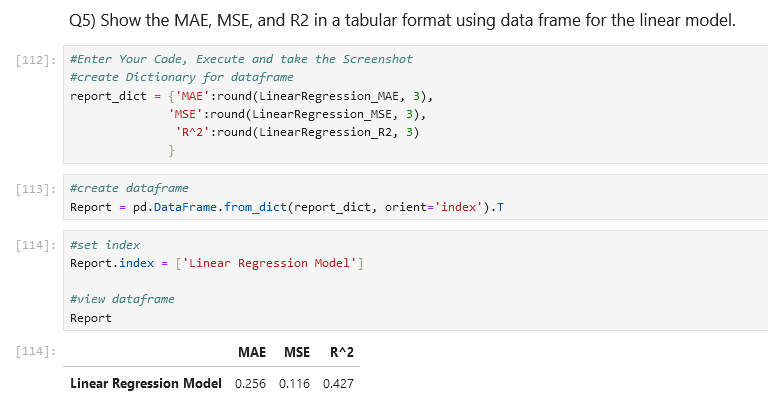 Q5) Show the MAE, MSE, and R2 in a tabular format using data frame for the linear model.
[112]: #Enter Your Code, Execute and take the Screenshot
#create Dictionary for dataframe
report_dict = {'MAE':round(LinearRegression_MAE, 3),
'MSE':round(LinearRegression_MSE, 3),
'R^2':round(LinearRegression_R2, 3)
}
[113]: #create dataframe
Report = pd.DataFrame.from_dict(report_dict, orient='index').T
[114]: #set index
Report.index = ['Linear Regression Model']
#view dataframe
Report
[114]: MAE MSE R^2
Linear Regression Model 0.256 0.116 0.427